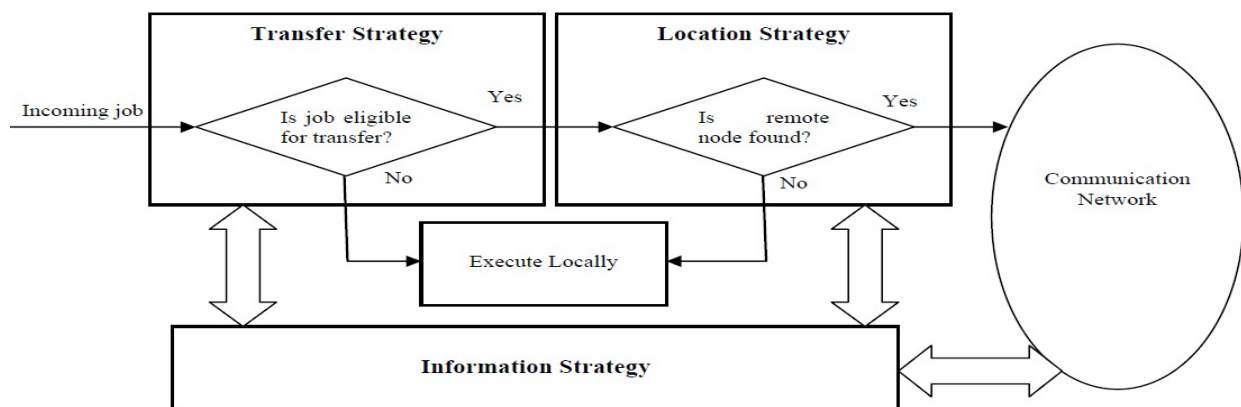 Transfer Strategy
Location Strategy
Incoming job
Is job eligible
for transfer?
Yes
Is remote
node found?
Yes
No
No
Communication
Network
Execute Locally
Information Strategy